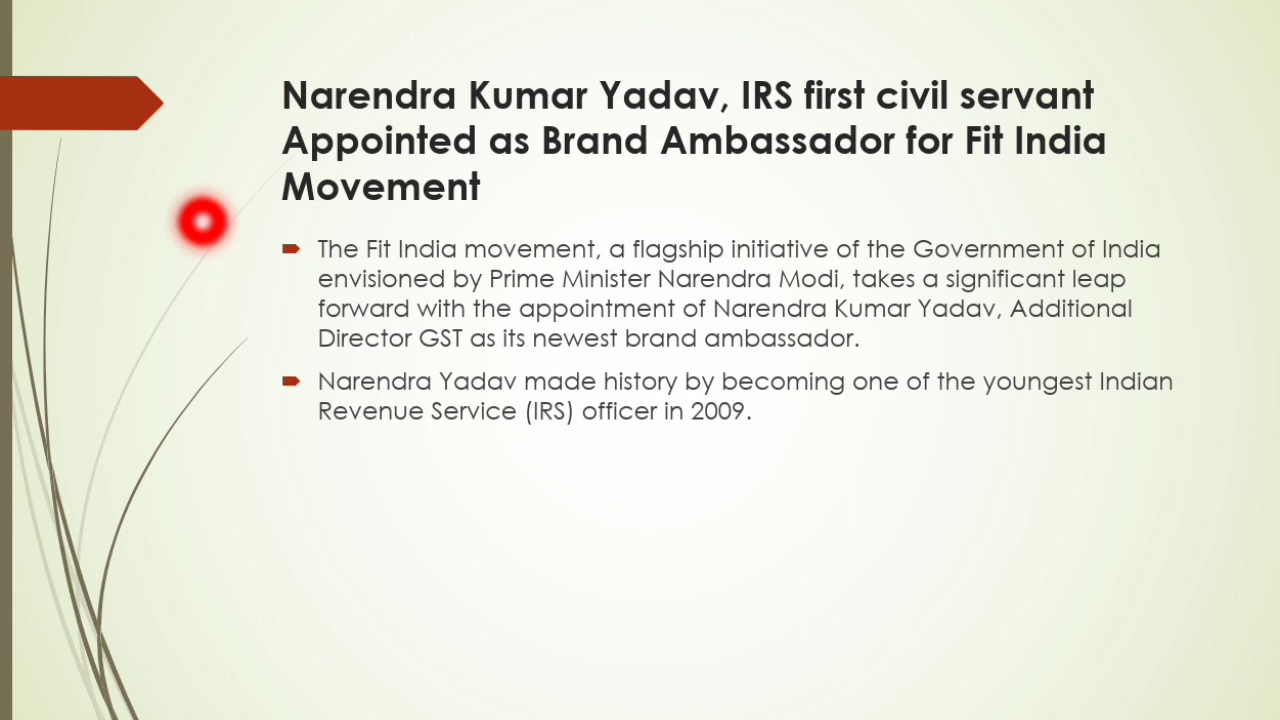 Narendra Kumar Yadav, IRS first civil servant
Appointed as Brand Ambassador for Fit India
Movement
The Fit India movement, a flagship initiative of the Government of India
envisioned by Prime Minister Narendra Modi, takes a significant leap
forward with the appointment of Narendra Kumar Yadav, Additional
Director GST as its newest brand ambassador.
Narendra Yadav made history by becoming one of the youngest Indian
Revenue Service (IRS) officer in 2009.